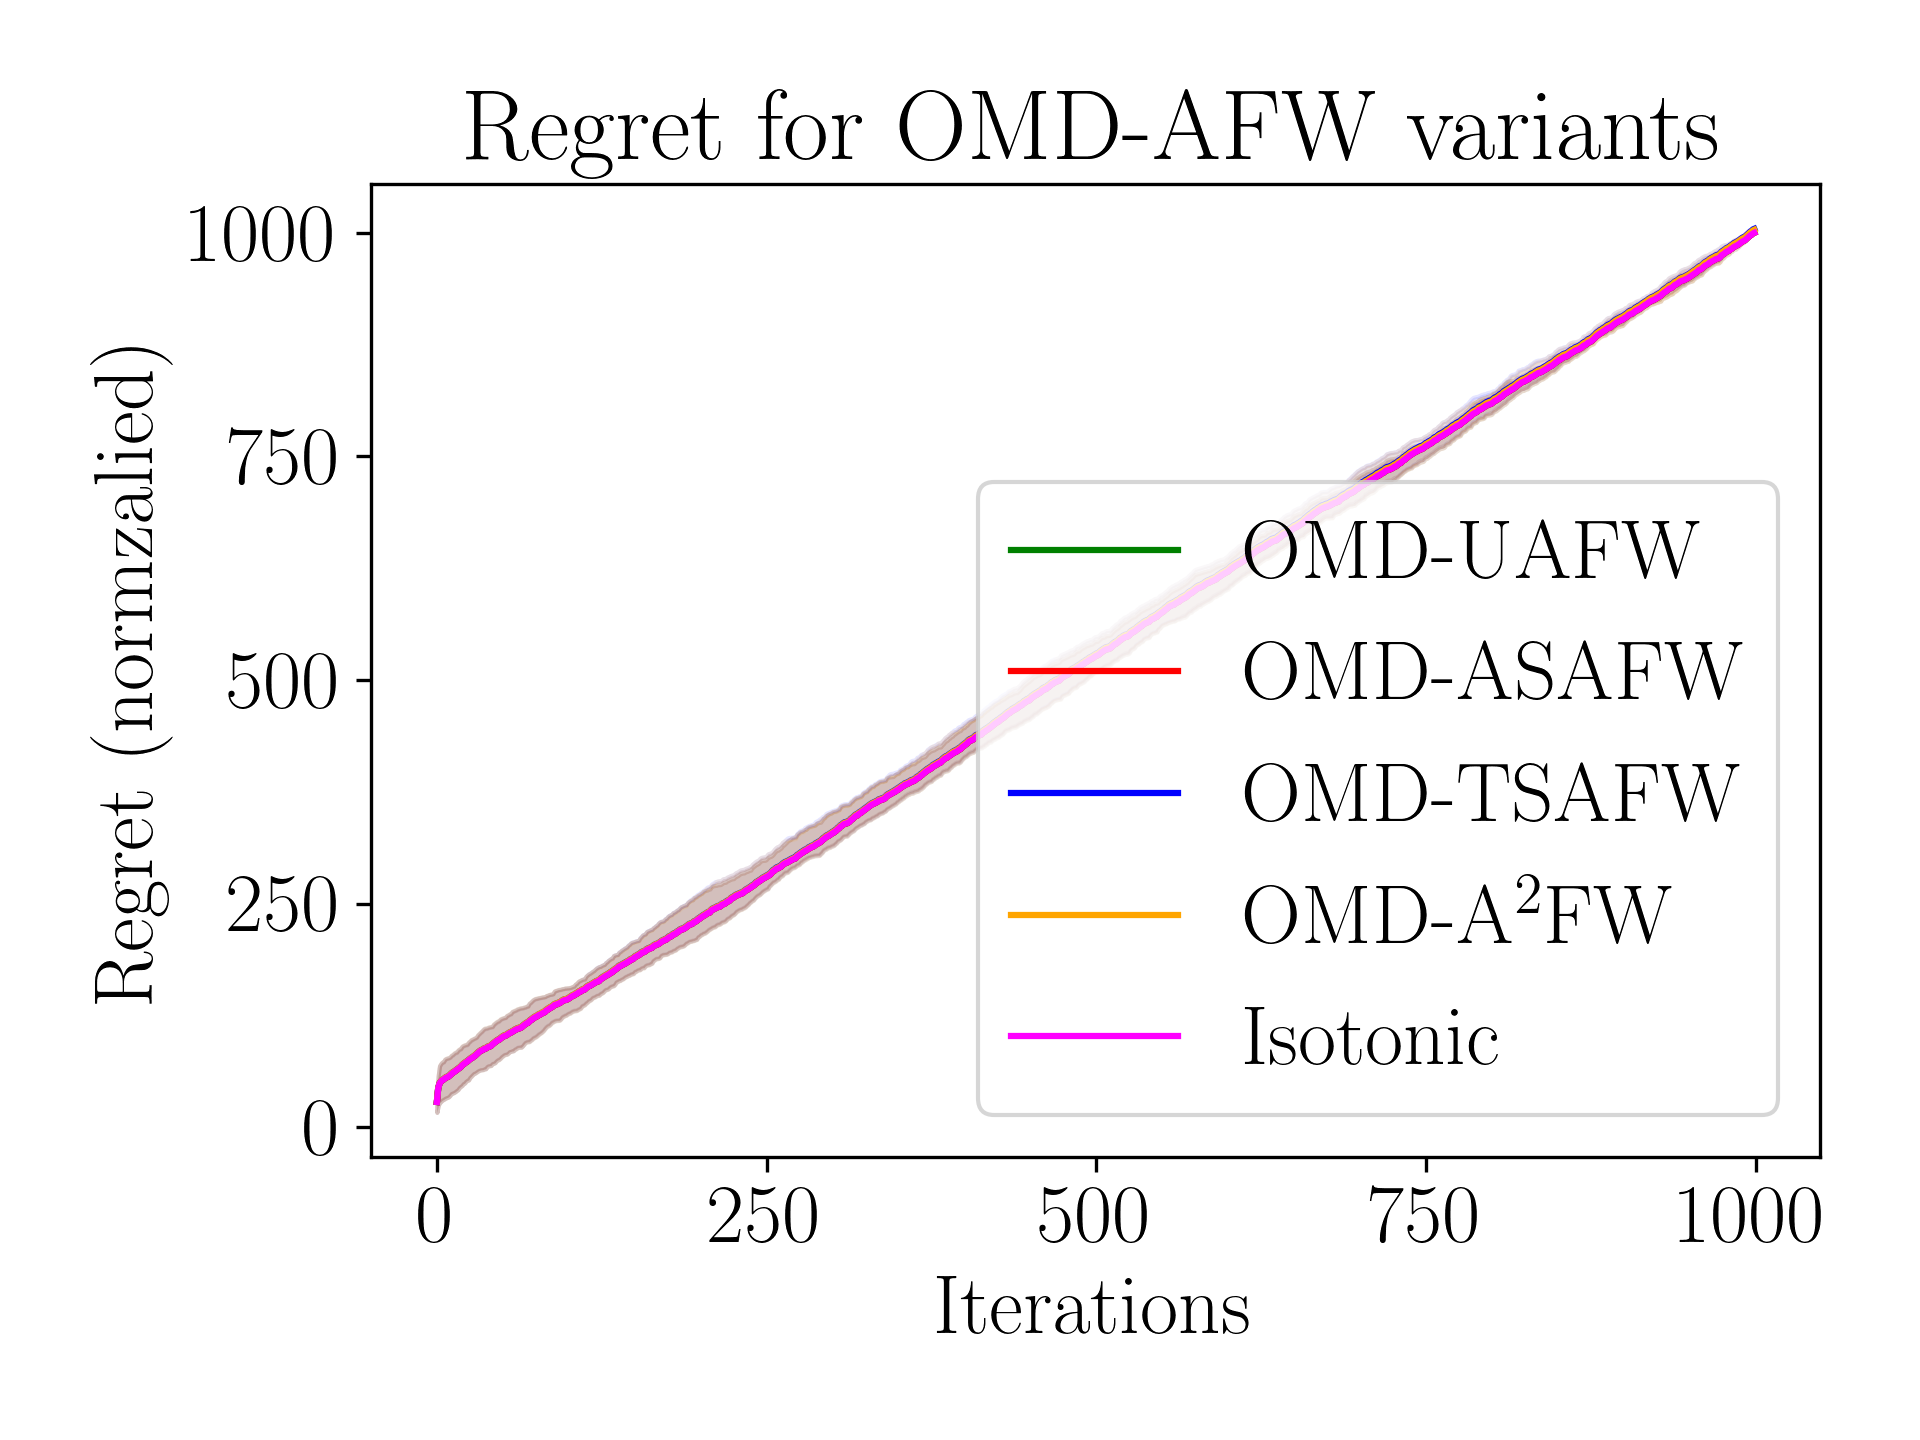 Regret for OMD-AFW variants
Regret (normzalied)
1000
750
500
250
0
OMD-UAFW
OMD-ASAFW
OMD-TSAFW
OMD-A²FW
Isotonic
0 250 500 750 1000
Iterations